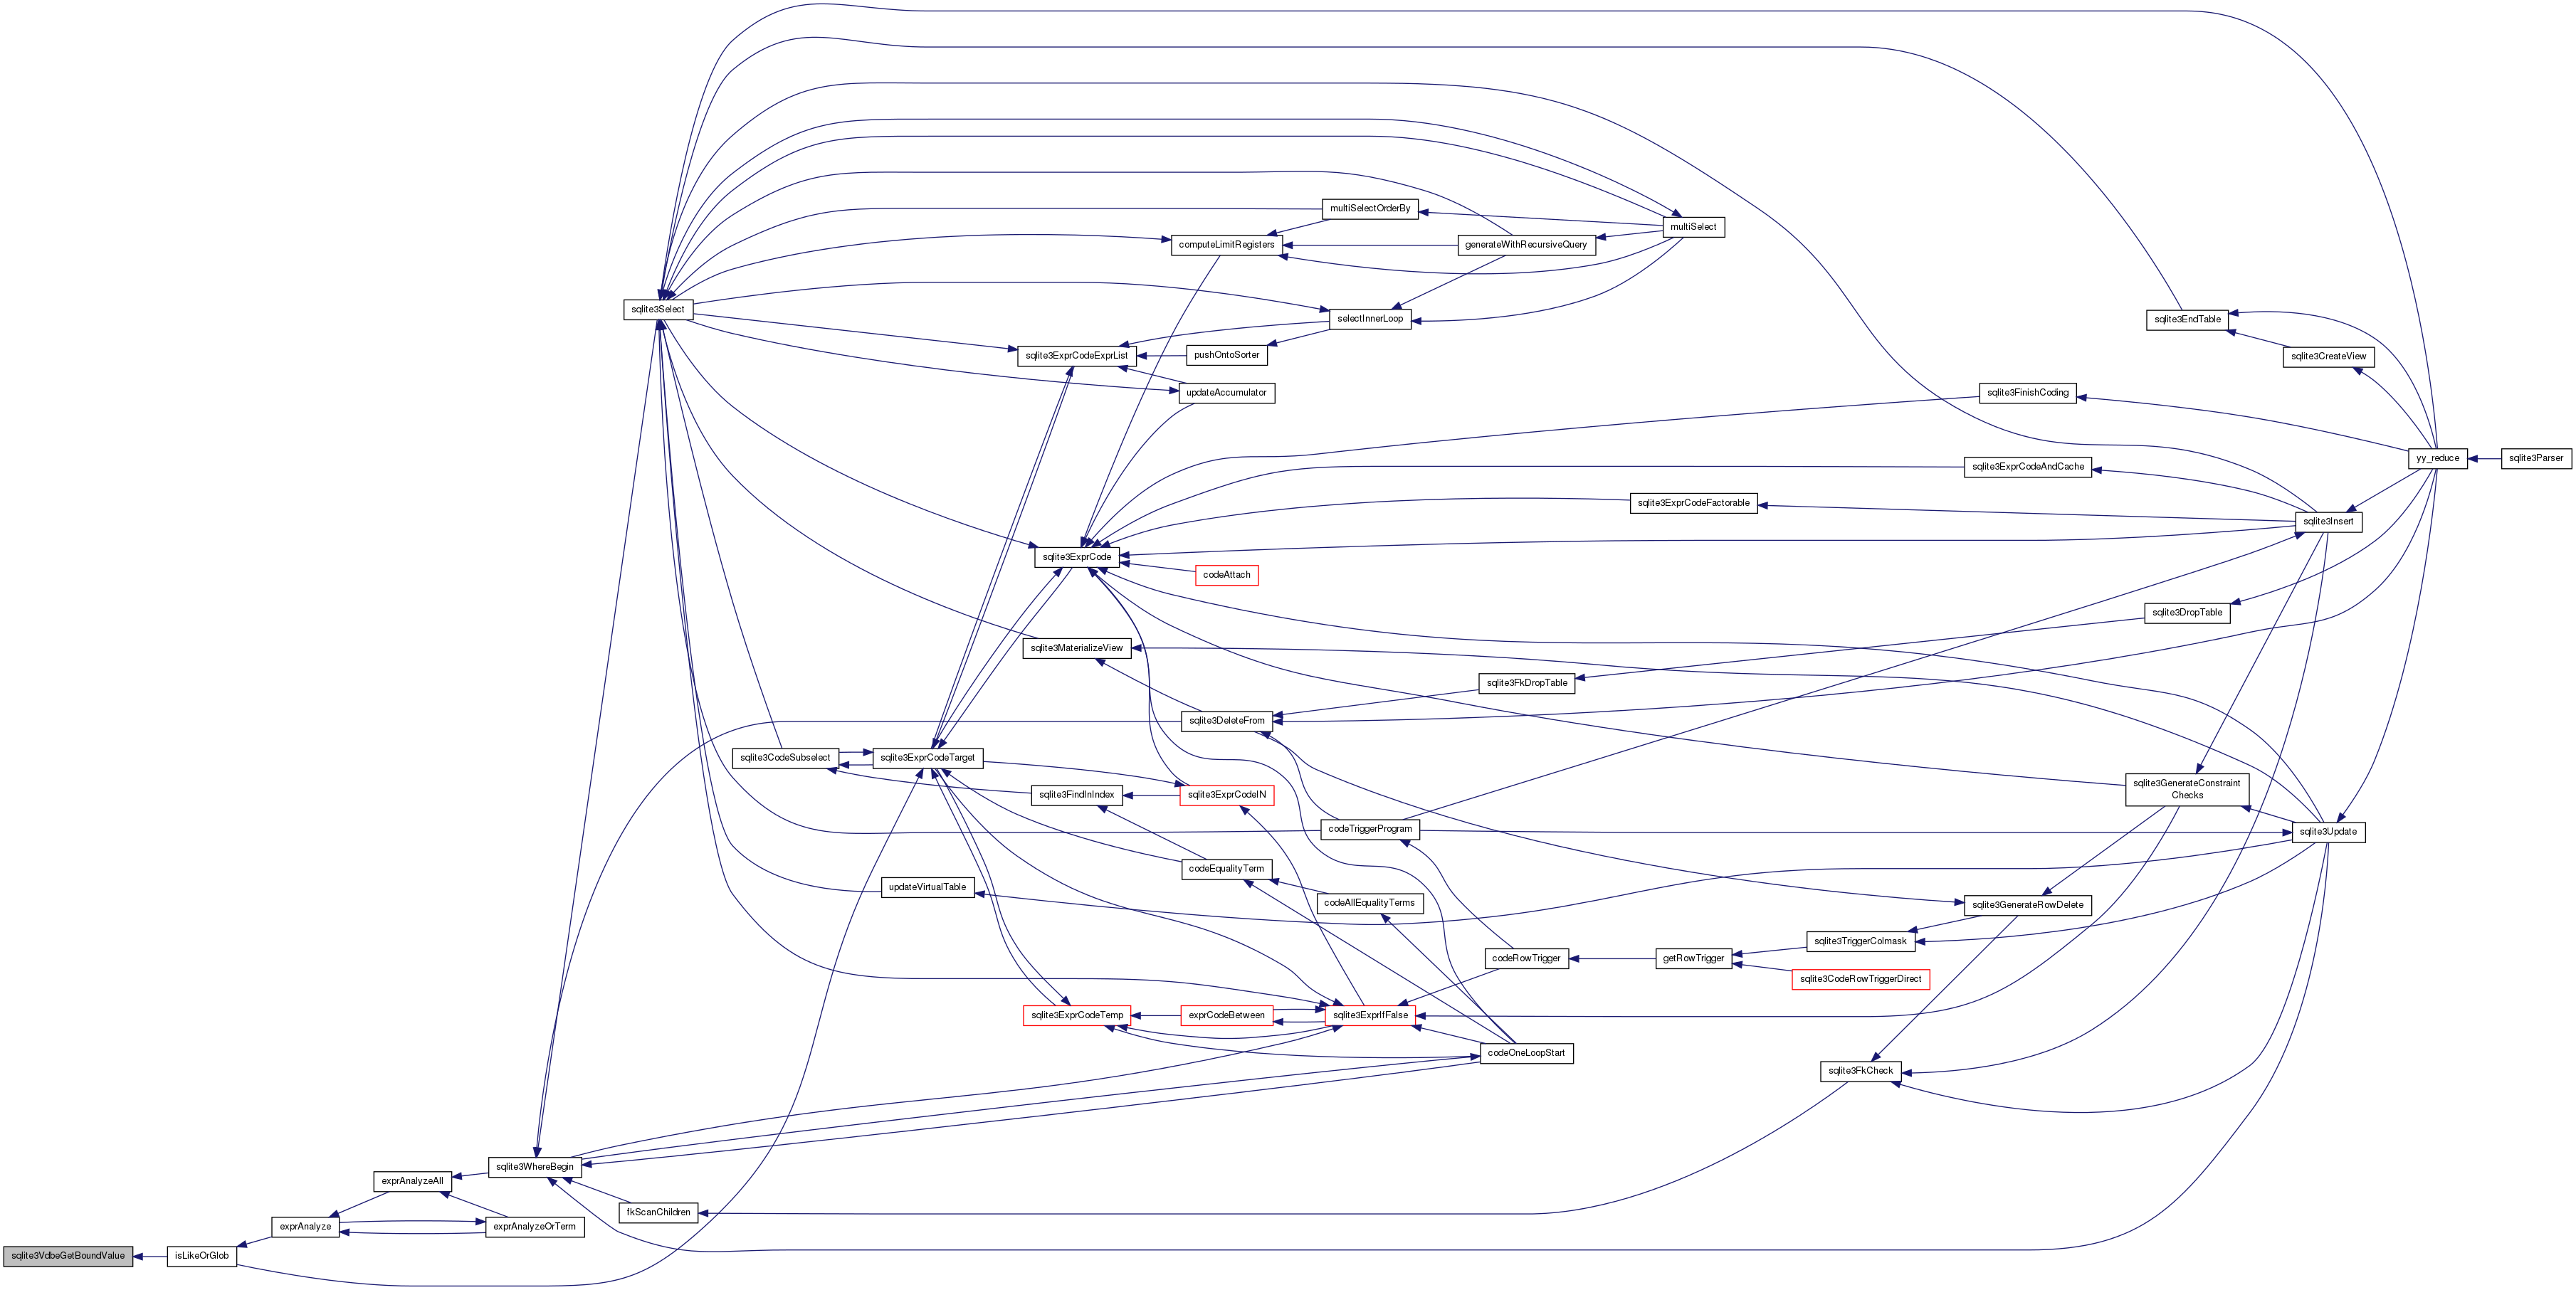 multiSelectOrderBy
multiSelect
computeLimitRegisters
generateWithRecursiveQuery
sqlite3Select
selectInnerLoop
sqlite3EndTable
sqlite3ExprCodeExprList
pushOntoSorter
sqlite3CreateView
updateAccumulator
sqlite3FinishCoding
yy_reduce
sqlite3Parser
sqlite3ExprCodeAndCache
sqlite3ExprCodeFactorable
sqlite3Insert
sqlite3ExprCode
codeAttach
sqlite3DropTable
sqlite3MaterializeView
sqlite3FkDropTable
sqlite3DeleteFrom
sqlite3CodeSubselect
sqlite3ExprCodeTarget
sqlite3GenerateConstraint
Checks
sqlite3FindInIndex
sqlite3ExprCodeIN
codeTriggerProgram
sqlite3Update
codeEqualityTerm
updateVirtualTable
codeAllEqualityTerms
sqlite3GenerateRowDelete
sqlite3TriggerColmask
codeRowTrigger
getRowTrigger
sqlite3CodeRowTriggerDirect
sqlite3ExprCodeTemp
exprCodeBetween
sqlite3ExprIfFalse
codeOneLoopStart
sqlite3FkCheck
sqlite3WhereBegin
exprAnalyzeAll
fkScanChildren
exprAnalyze
exprAnalyzeOrTerm
sqlite3VdbeGetBoundValue
isLikeOrGlob